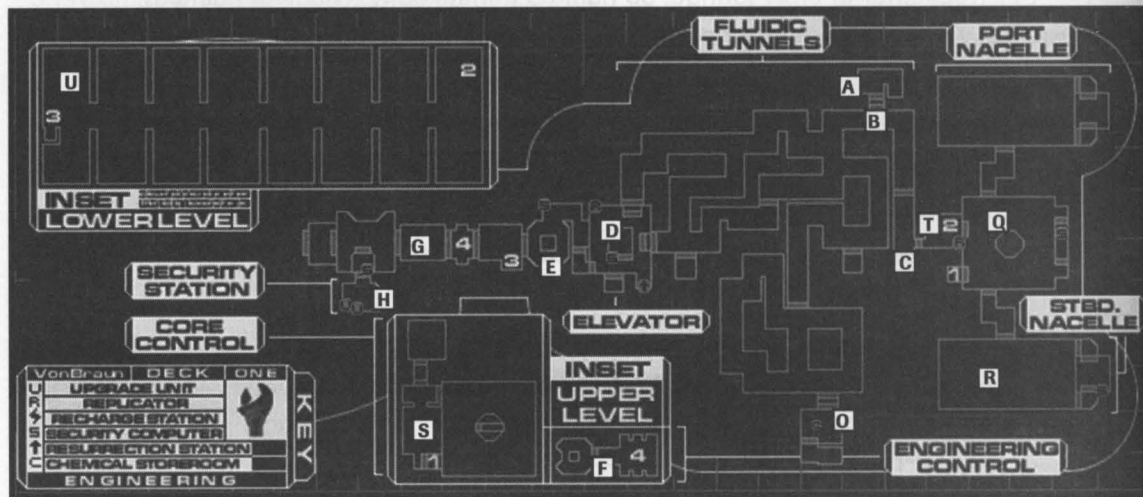 FLUIDIC
TUNNELS
PORT
NACELLE
U
2
A
3
B
INSET
LOWER LEVEL
D
T
2
Q
G
4
3
E
C
1
SECURITY
STATION
H
ELEVATOR
STBD.
NACELLE
CORE
CONTROL
INSET
UPPER
LEVEL
R
VonBraun DECK ONE
U UPGRADE UNIT
R REPLICATOR
RECHARGE STATION
S SECURITY COMPUTER
RESURRECTION STATION
C CHEMICAL STOREROOM
ENGINEERING
KEY
S
1
F
4
O
ENGINEERING
CONTROL